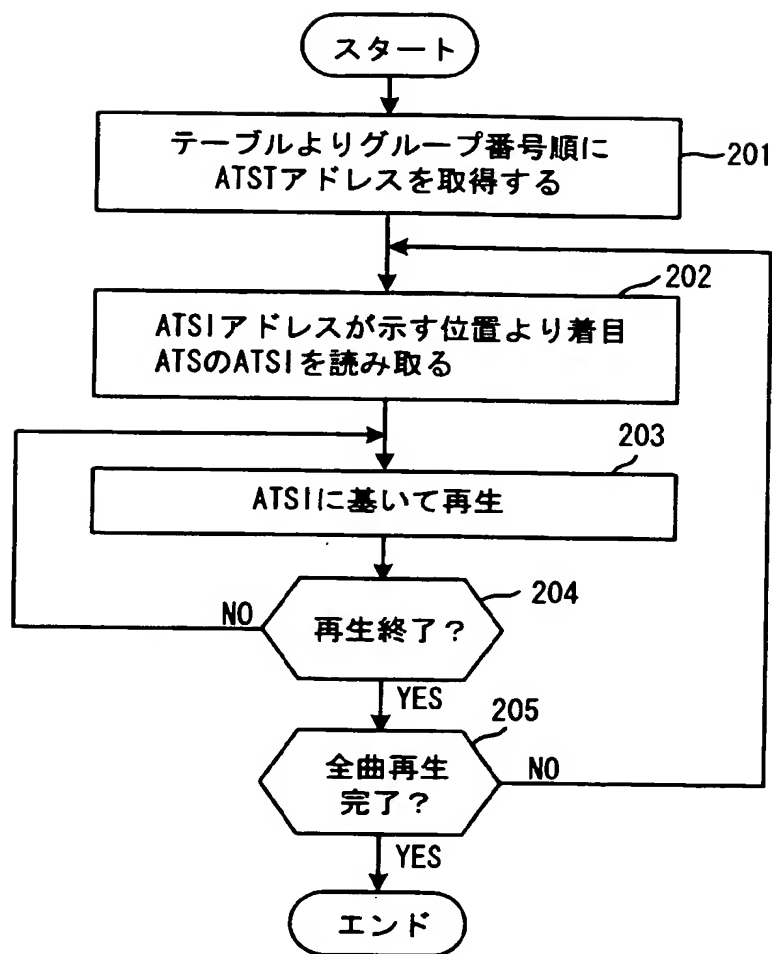 スタート
テーブルよりグループ番号順に
ATSTアドレスを取得する
201
202
ATSIアドレスが示す位置より着目
ATSのATSIを読み取る
203
ATSIに基いて再生
204
再生終了?
NO
YES
205
全曲再生
完了?
NO
YES
エンド